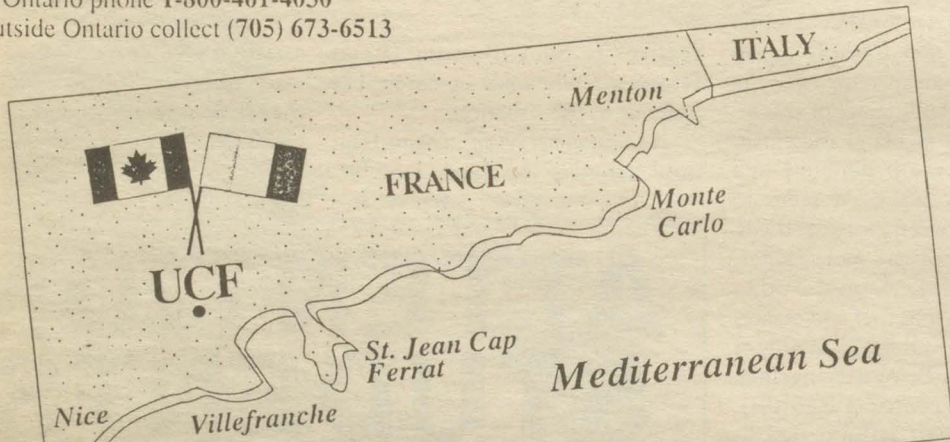 Ontario phone 1-800-461-4030
outside Ontario collect (705) 673-6513
ITALY
Menton
FRANCE
Monte
Carlo
UCF
St. Jean Cap
Ferrat
Mediterranean Sea
Nice
Villefranche